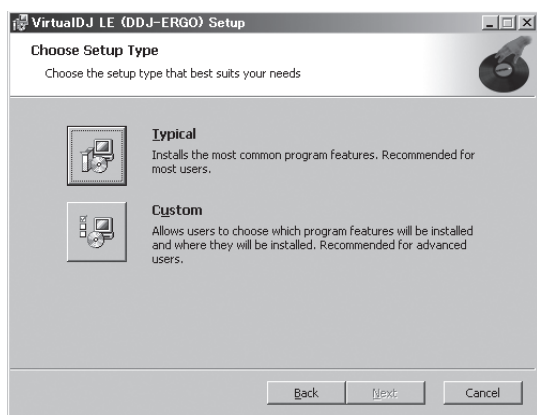 VirtualDJ LE (DDJ-ERGO) Setup
Choose Setup Type
Choose the setup type that best suits your needs
Typical
Installs the most common program features. Recommended for
most users.
Custom
Allows users to choose which program features will be installed
and where they will be installed. Recommended for advanced
users.
Back
Next
Cancel